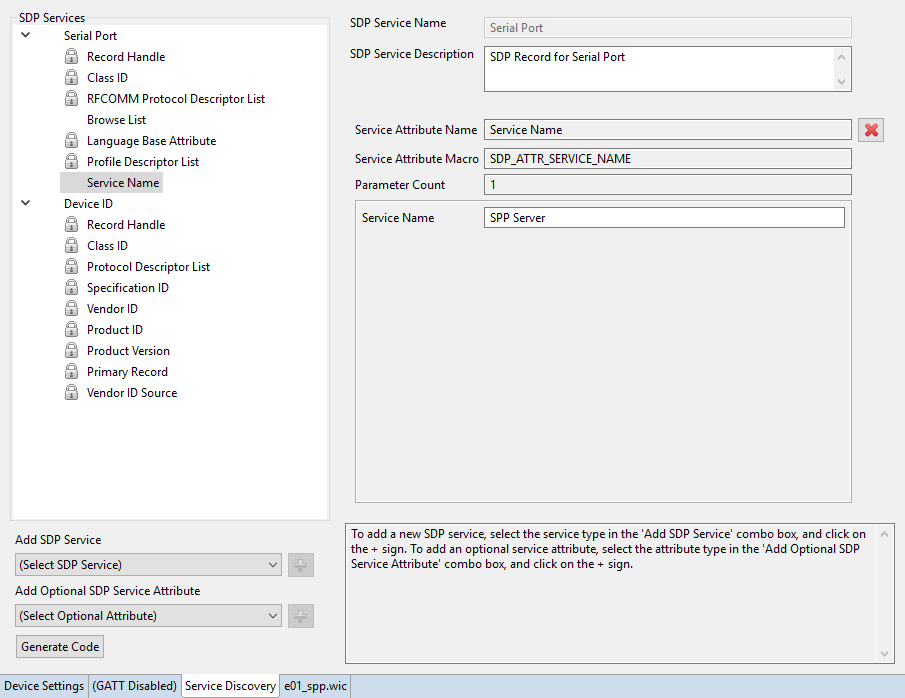 SDP Services
Serial Port
Record Handle
Class ID
RFCOMM Protocol Descriptor List
Browse List
Language Base Attribute
Profile Descriptor List
Service Name
Device ID
Record Handle
Class ID
Protocol Descriptor List
Specification ID
Vendor ID
Product ID
Product Version
Primary Record
Vendor ID Source
Add SDP Service
(Select SDP Service)
Add Optional SDP Service Attribute
(Select Optional Attribute)
Generate Code
SDP Service Name
Serial Port
SDP Service Description
SDP Record for Serial Port
Service Attribute Name
Service Name
Service Attribute Macro
SDP_ATTR_SERVICE_NAME
Parameter Count
1
Service Name
SPP Server
To add a new SDP service, select the service type in the 'Add SDP Service' combo box, and click on
the + sign. To add an optional service attribute, select the attribute type in the 'Add Optional SDP
Service Attribute' combo box, and click on the + sign.
Device Settings
(GATT Disabled)
Service Discovery
e01_spp.wic